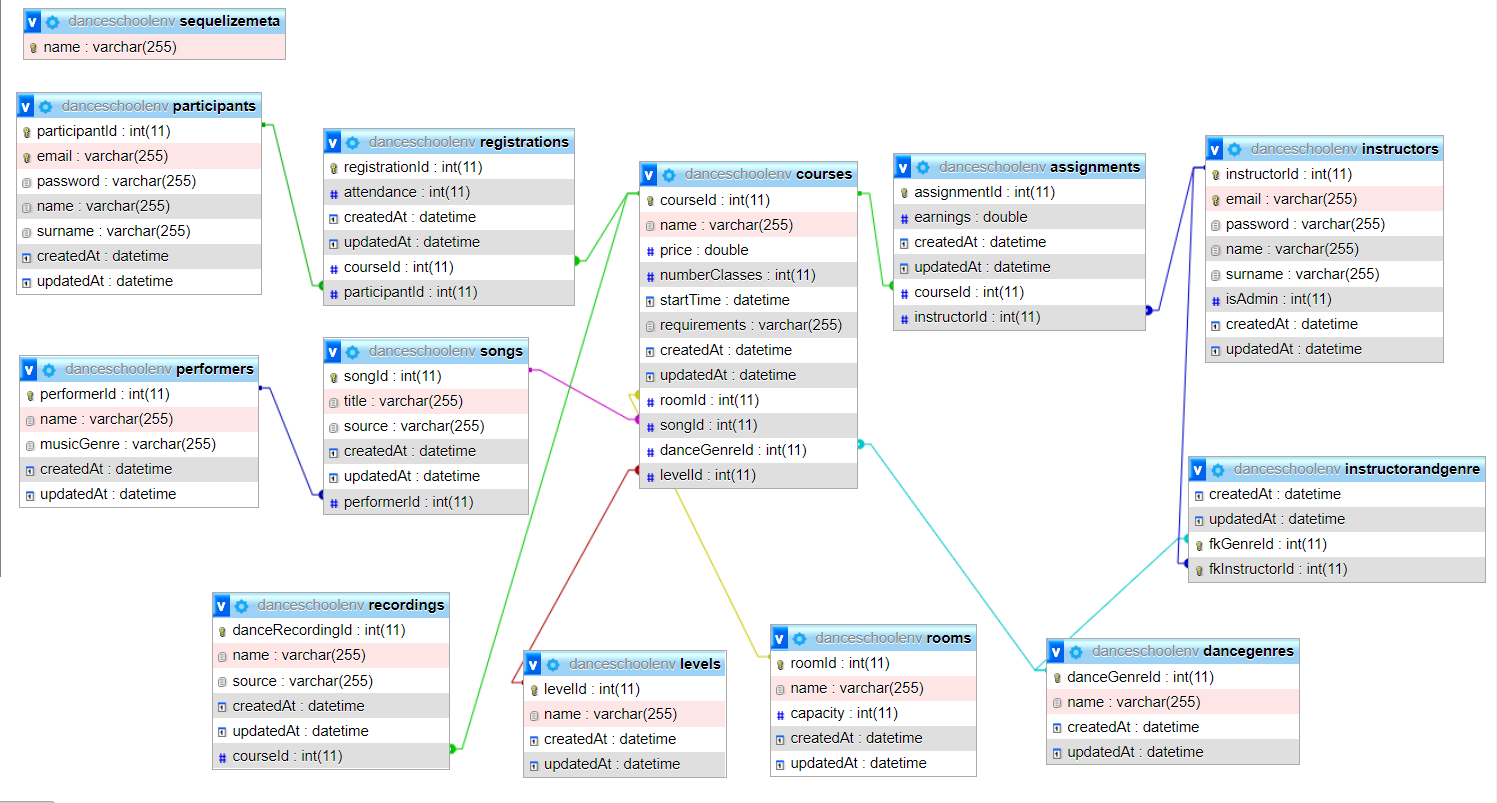 danceschoolenv sequelizemeta
name : varchar(255)
danceschoolenv participants
participantId : int(11)
email : varchar(255)
password : varchar(255)
name : varchar(255)
surname : varchar(255)
createdAt : datetime
updatedAt : datetime
danceschoolenv registrations
registrationId : int(11)
attendance : int(11)
createdAt : datetime
updatedAt : datetime
courseId : int(11)
participantId : int(11)
danceschoolenv courses
courseId : int(11)
name : varchar(255)
price : double
numberClasses : int(11)
startTime : datetime
requirements : varchar(255)
createdAt : datetime
updatedAt : datetime
roomId : int(11)
songId : int(11)
danceGenreId : int(11)
levelId : int(11)
danceschoolenv assignments
assignmentId : int(11)
earnings : double
createdAt : datetime
updatedAt : datetime
courseId : int(11)
instructorId : int(11)
danceschoolenv instructors
instructorId : int(11)
email : varchar(255)
password : varchar(255)
name : varchar(255)
surname : varchar(255)
isAdmin : int(11)
createdAt : datetime
updatedAt : datetime
danceschoolenv performers
performerId : int(11)
name : varchar(255)
musicGenre : varchar(255)
createdAt : datetime
updatedAt : datetime
danceschoolenv songs
songId : int(11)
title : varchar(255)
source : varchar(255)
createdAt : datetime
updatedAt : datetime
performerId : int(11)
danceschoolenv instructorandgenre
createdAt : datetime
updatedAt : datetime
fkGenreId : int(11)
fkInstructorId : int(11)
danceschoolenv recordings
danceRecordingId : int(11)
name : varchar(255)
source : varchar(255)
createdAt : datetime
updatedAt : datetime
courseId : int(11)
danceschoolenv levels
levelId : int(11)
name : varchar(255)
createdAt : datetime
updatedAt : datetime
danceschoolenv rooms
roomId : int(11)
name : varchar(255)
capacity : int(11)
createdAt : datetime
updatedAt : datetime
danceschoolenv dancegenres
danceGenreId : int(11)
name : varchar(255)
createdAt : datetime
updatedAt : datetime